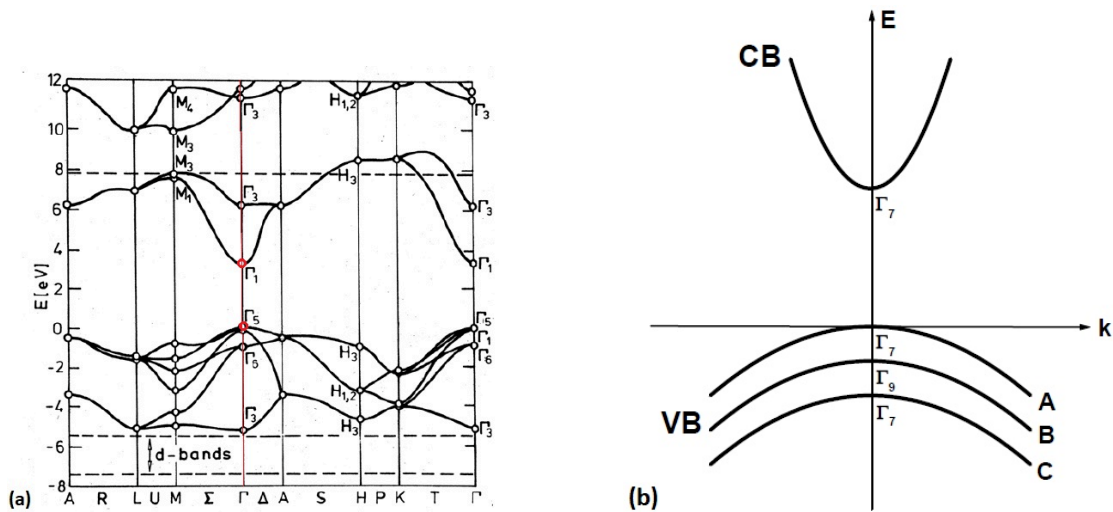 12
10
8
6
4
2
0
-2
-4
-6
-8
E [eV]
M₄
M₃
M₃
M₁
Γ₃
Γ₃
Γ₁
Γ₅
Γ₅
Γ₃
H₁,₂
H₃
H₃
H₁,₂
H₃
Γ₃
Γ₃
Γ₁
Γ₅
Γ₁
Γ₆
Γ₃
d-bands
A R L U M Σ Γ Δ A S H P K T Γ
(a)
E
CB
Γ₇
k
Γ₇
Γ₉
Γ₇
VB
A
B
C
(b)